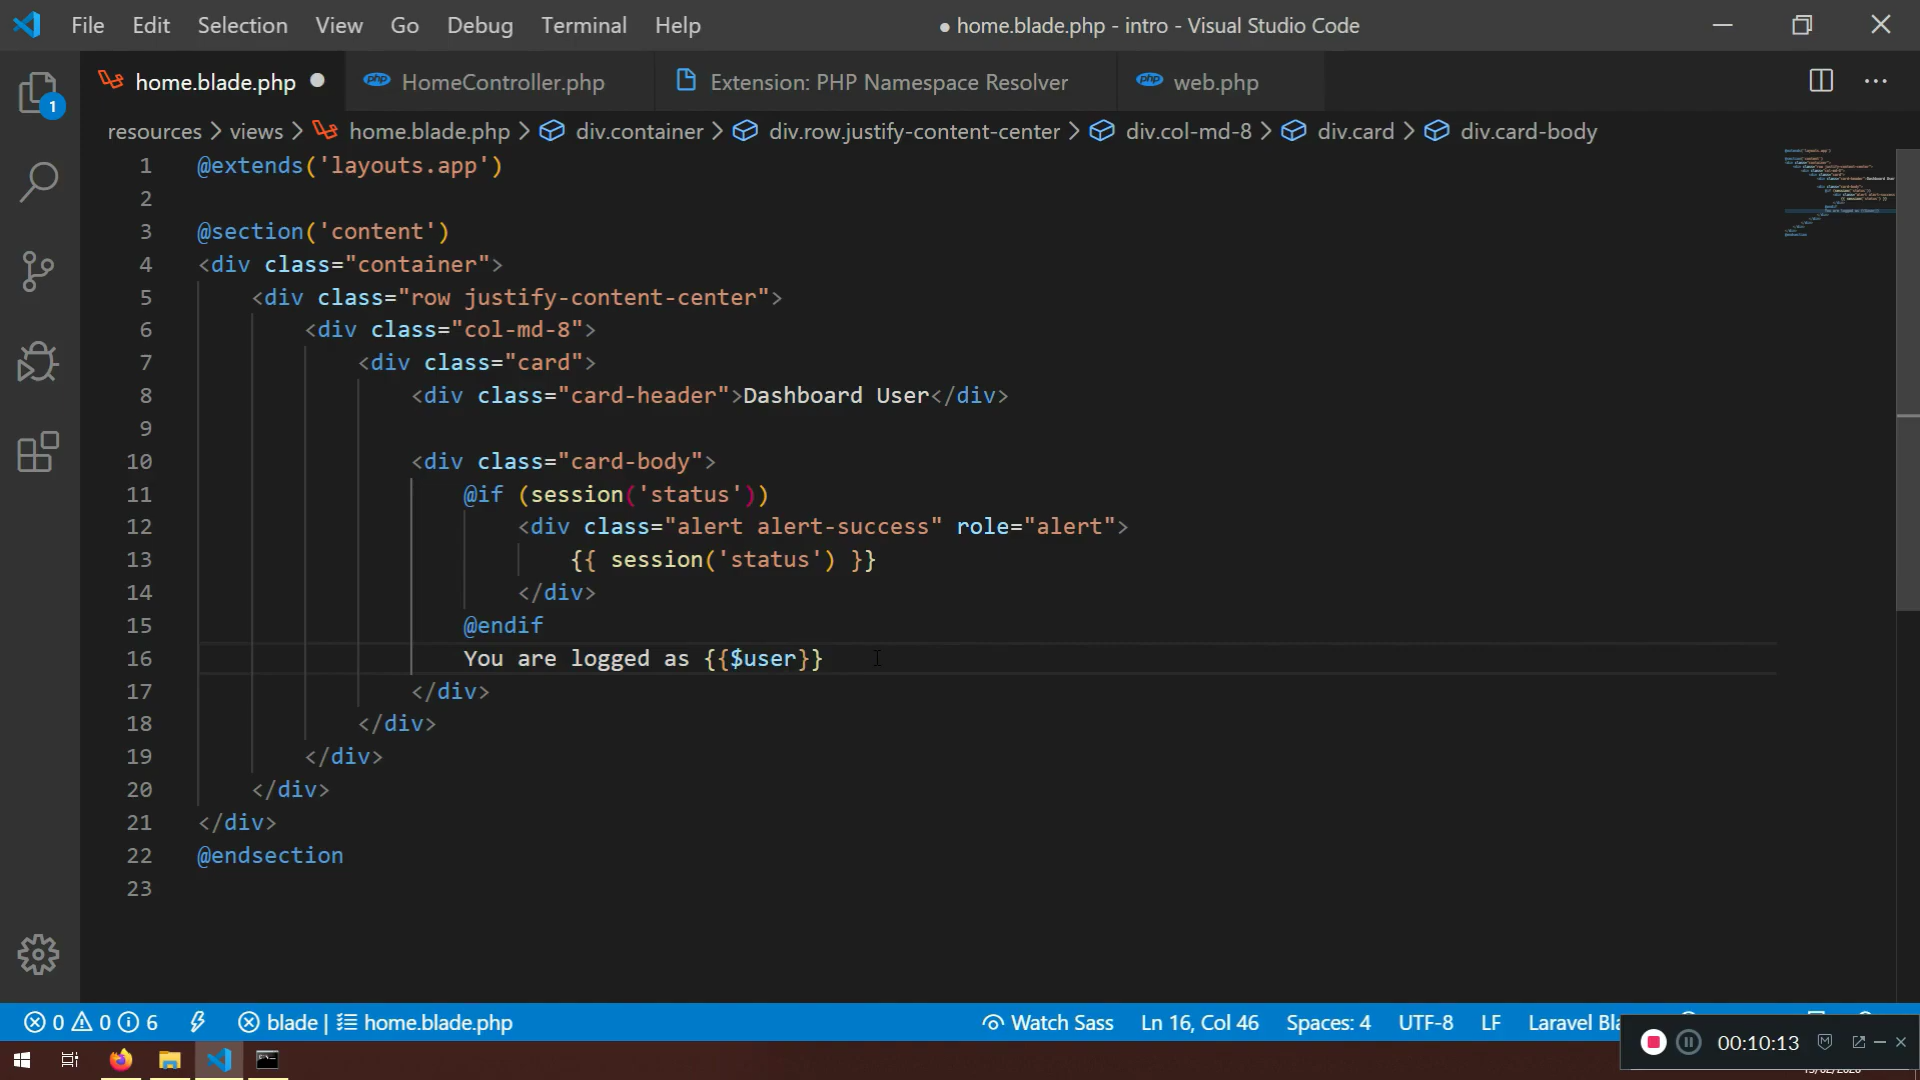 File Edit Selection View Go Debug Terminal Help ● home.blade.php - intro - Visual Studio Code
home.blade.php HomeController.php Extension: PHP Namespace Resolver web.php
1
resources > views > home.blade.php > div.container > div.row.justify-content-center > div.col-md-8 > div.card > div.card-body
1 @extends('layouts.app')
2
3 @section('content')
4 <div class="container">
5 <div class="row justify-content-center">
6 <div class="col-md-8">
7 <div class="card">
8 <div class="card-header">Dashboard User</div>
9
10 <div class="card-body">
11 @if (session('status'))
12 <div class="alert alert-success" role="alert">
13 {{ session('status') }}
14 </div>
15 @endif
16 You are logged as {{$user}}
17 </div>
18 </div>
19 </div>
20 </div>
21 </div>
22 @endsection
23
0 0 6 blade | home.blade.php Watch Sass Ln 16, Col 46 Spaces: 4 UTF-8 LF Laravel
00:10:13